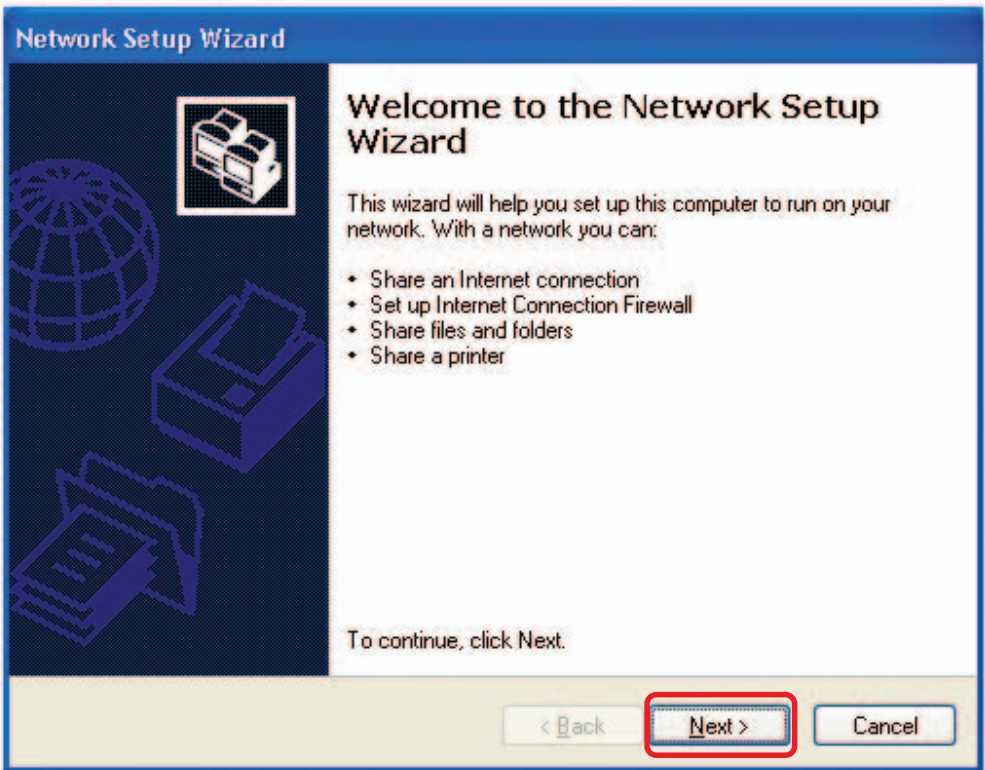 Network Setup Wizard
Welcome to the Network Setup
Wizard
This wizard will help you set up this computer to run on your
network. With a network you can:
• Share an Internet connection
• Set up Internet Connection Firewall
• Share files and folders
• Share a printer
To continue, click Next.
< Back Next > Cancel